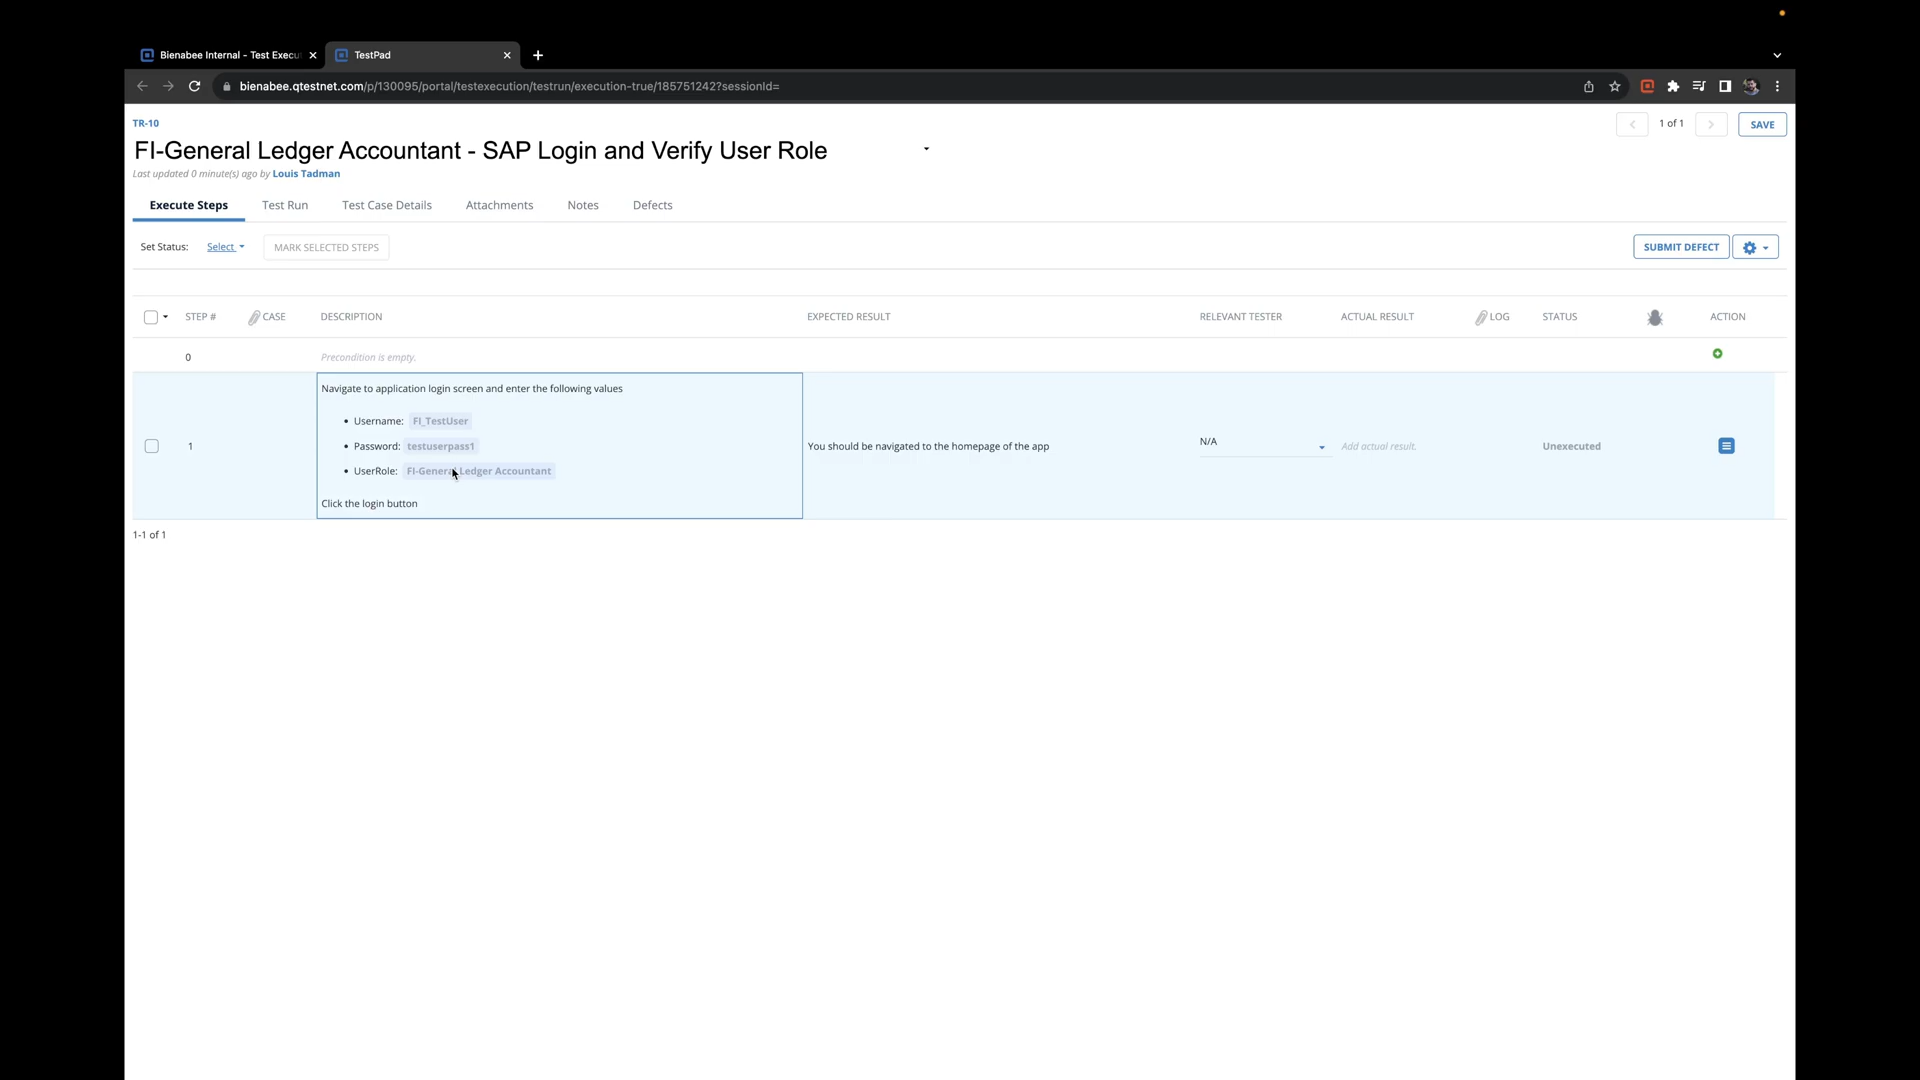 Bienabee Internal - Test Execu
TestPad
bienabee.qtestnet.com/p/130095/portal/testexecution/testrun/execution-true/185751242?sessionId=
TR-10
1 of 1
SAVE
FI-General Ledger Accountant - SAP Login and Verify User Role
Last updated 0 minute(s) ago by Louis Tadman
Execute Steps Test Run Test Case Details Attachments Notes Defects
Set Status: Select MARK SELECTED STEPS SUBMIT DEFECT
STEP # CASE DESCRIPTION EXPECTED RESULT RELEVANT TESTER ACTUAL RESULT LOG STATUS ACTION
0 Precondition is empty.
Navigate to application login screen and enter the following values
• Username: FI_TestUser
• Password: testuserpass1
• UserRole: FI-General Ledger Accountant
Click the login button
1
You should be navigated to the homepage of the app
N/A
Add actual result.
Unexecuted
1-1 of 1